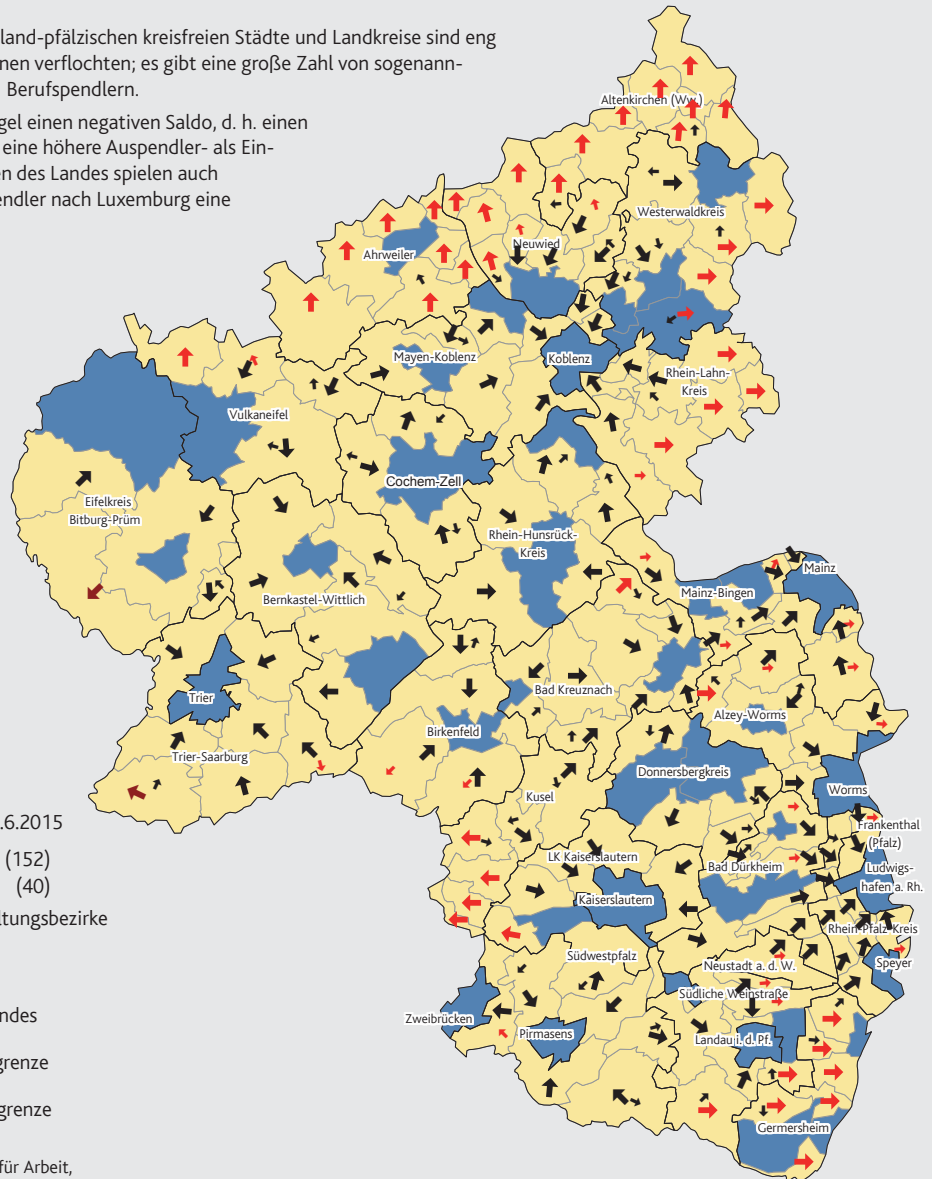 land-pfälzischen kreisfreien Städte und Landkreise sind eng
nen verflochten; es gibt eine große Zahl von sogenann-
Berufspendlern.
gel einen negativen Saldo, d. h. einen
eine höhere Auspendler- als Ein-
en des Landes spielen auch
endler nach Luxemburg eine
Altenkirchen (Ww.)
Westerwaldkreis
Neuwied
Ahrweiler
Mayen-Koblenz
Koblenz
Rhein-Lahn-
Kreis
Vulkaneifel
Cochem-Zell
Eifelkreis
Bitburg-Prüm
Rhein-Hunsrück-
Kreis
Mainz
Mainz-Bingen
Bernkastel-Wittlich
Trier
Bad Kreuznach
Alzey-Worms
Birkenfeld
Trier-Saarburg
Donnersbergkreis
Kusel
Worms
.6.2015
(152)
(40)
ltungsbezirke
ndes
grenze
grenze
für Arbeit,
Frankenthal
(Pfalz)
LK Kaiserslautern
Bad Dürkheim
Ludwigs-
hafen a. Rh.
Kaiserslautern
Rhein-Pfalz-Kreis
Südwestpfalz
Neustadt a. d. W.
Speyer
Südliche Weinstraße
Zweibrücken
Pirmasens
Landau i. d. Pf.
Germersheim